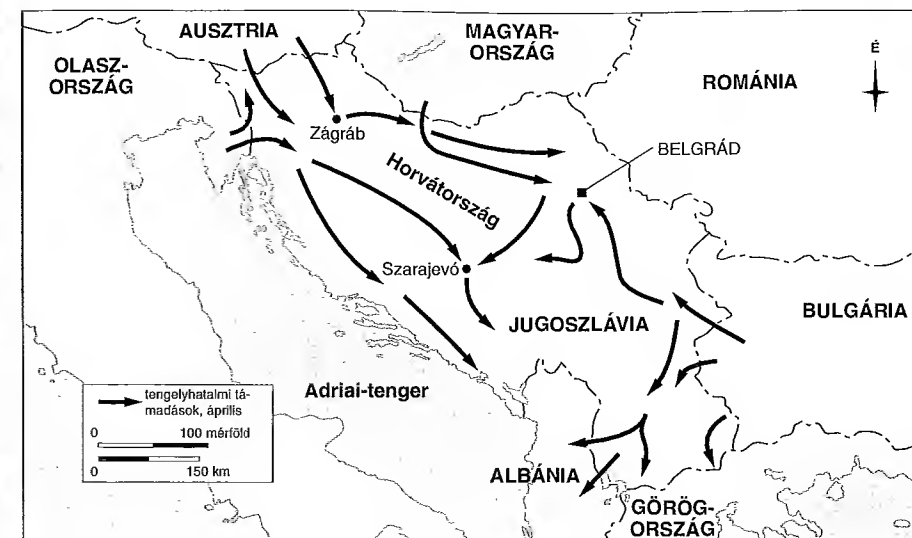 AUSZTRIA
MAGYAR-
ORSZÁG
OLASZ-
ORSZÁG
É
ROMÁNIA
Zágráb
BELGRÁD
Horvátország
Szarajevó
JUGOSZLÁVIA
BULGÁRIA
Adriai-tenger
tengelyhatalmi tá-
madások, április
0 100 mérföld
0 150 km
ALBÁNIA
GÖRÖG-
ORSZÁG